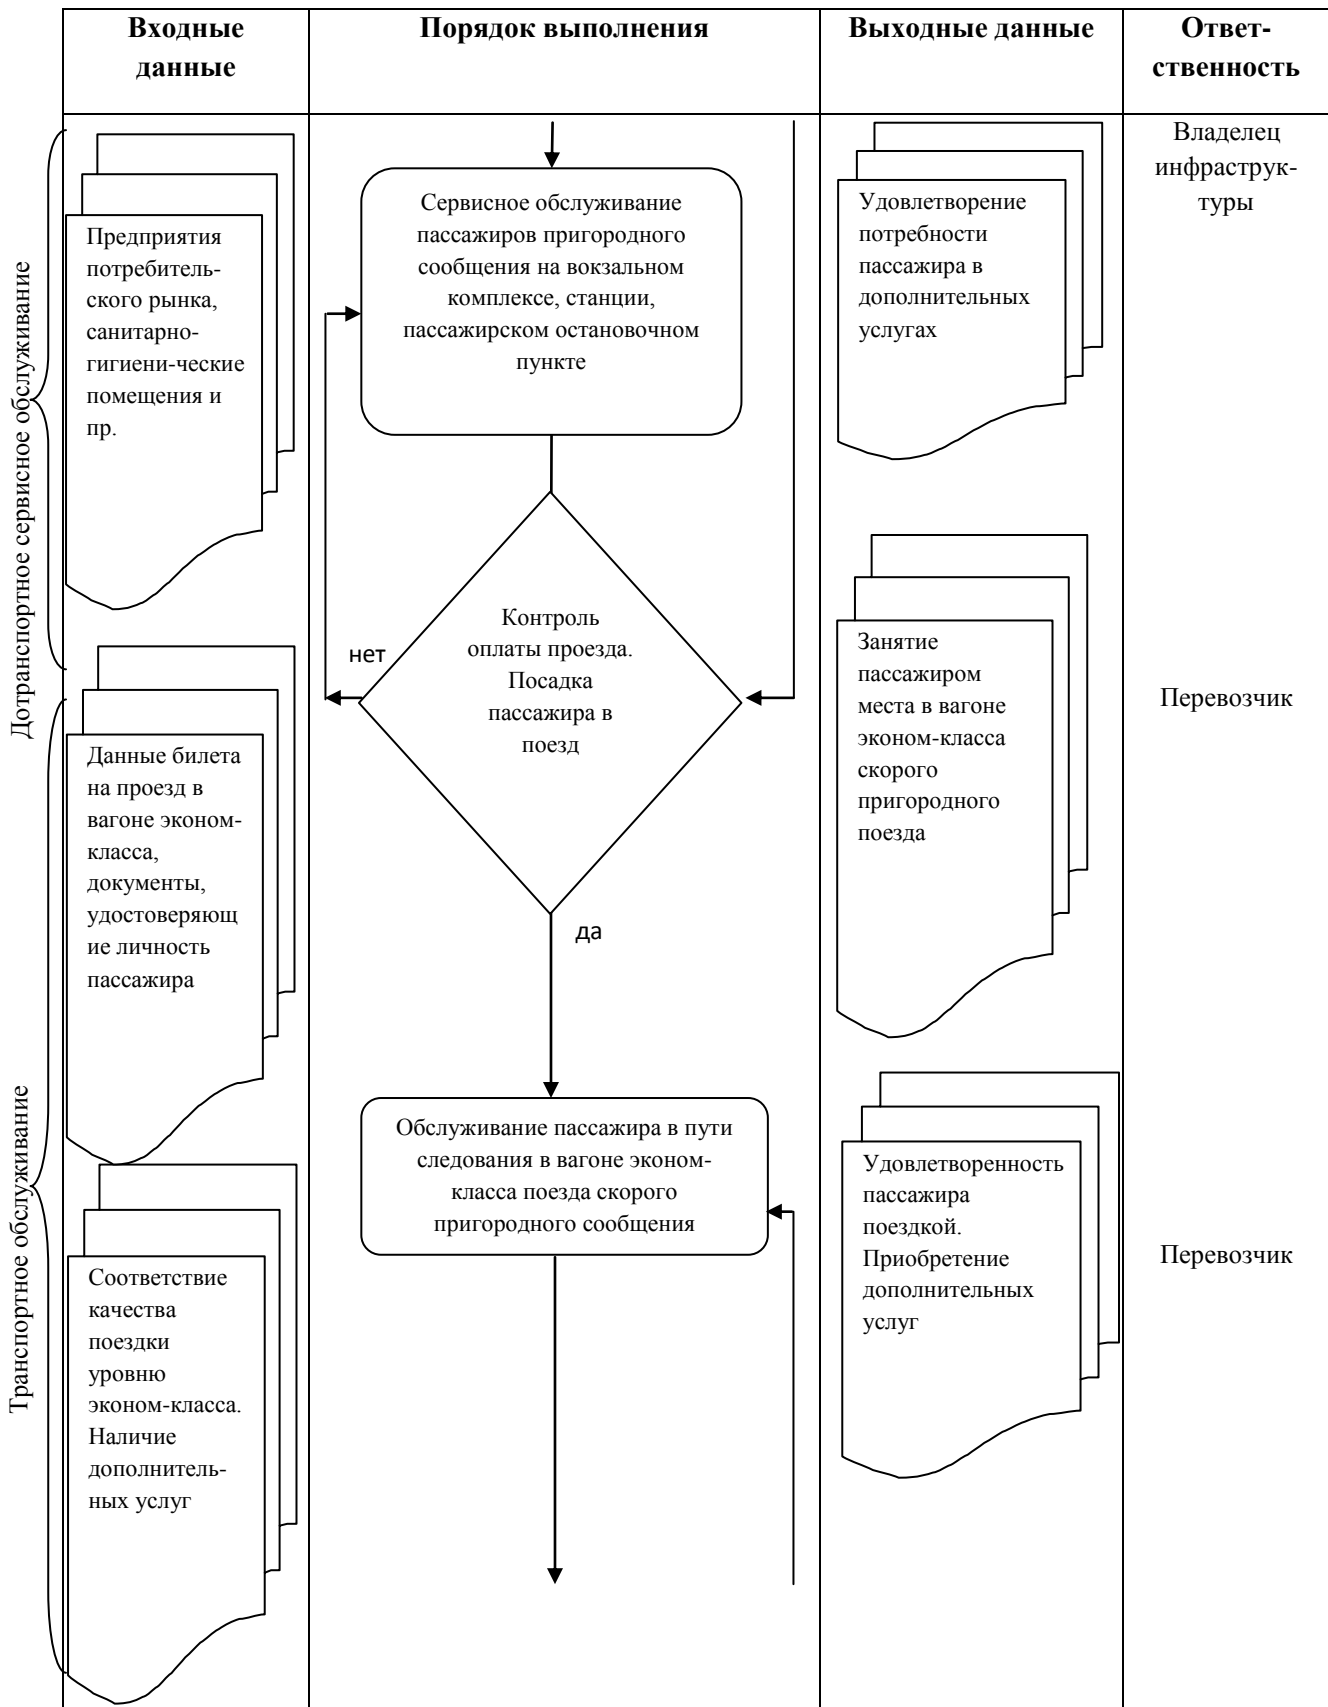 Входные
данные
Порядок выполнения
Выходные данные
Ответ-
ственность
Дотранспортное сервисное обслуживание
Предприятия
потребитель-
ского рынка,
санитарно-
гигиени-ческие
помещения и
пр.
Сервисное обслуживание
пассажиров пригородного
сообщения на вокзальном
комплексе, станции,
пассажирском остановочном
пункте
Удовлетворение
потребности
пассажира в
дополнительных
услугах
Владелец
инфраструк-
туры
Транспортное обслуживание
Данные билета
на проезд в
вагоне эконом-
класса,
документы,
удостоверяющ
ие личность
пассажира
нет
Контроль
оплаты проезда.
Посадка
пассажира в
поезд
да
Занятие
пассажиром
места в вагоне
эконом-класса
скорого
пригородного
поезда
Перевозчик
Соответствие
качества
поездки
уровню
эконом-класса.
Наличие
дополнитель-
ных услуг
Обслуживание пассажира в пути
следования в вагоне эконом-
класса поезда скорого
пригородного сообщения
Удовлетворенность
пассажира
поездкой.
Приобретение
дополнительных
услуг
Перевозчик